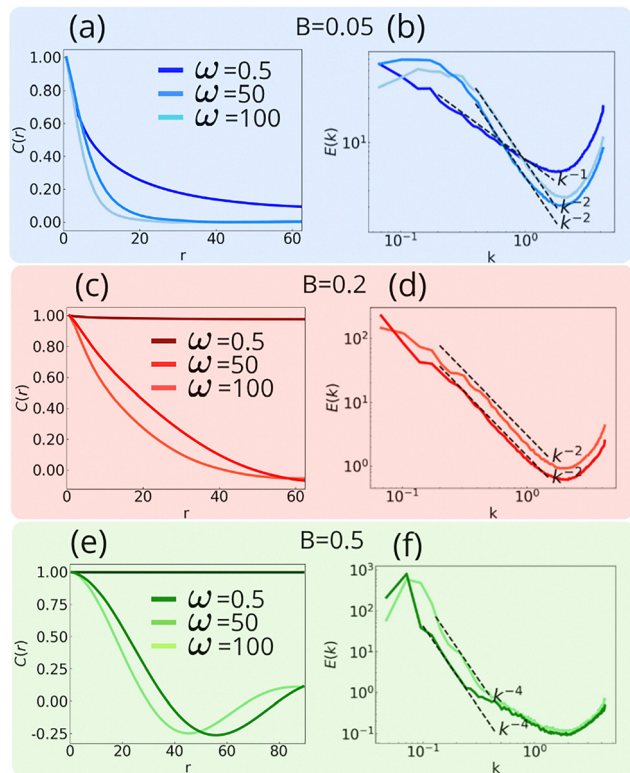 (a) B=0.05 (b)
1.00
0.80
0.60
0.40
0.20
0.00
C(r)
0 20 40 60
r
ω=0.5
ω=50
ω=100
10¹
E(k)
10⁻¹ 10⁰
k
k⁻¹
k⁻²
k⁻²
(c) B=0.2 (d)
1.00
0.80
0.60
0.40
0.20
0.00
C(r)
0 20 40 60
r
ω=0.5
ω=50
ω=100
10²
10¹
10⁰
E(k)
10⁻¹ 10⁰
k
k⁻²
k⁻²
(e) B=0.5 (f)
1.00
0.75
0.50
0.25
0.00
-0.25
C(r)
0 20 40 60 80
r
ω=0.5
ω=50
ω=100
10³
10²
10¹
10⁰
10⁻¹
E(k)
10⁻¹ 10⁰
k
k⁻⁴
k⁻⁴